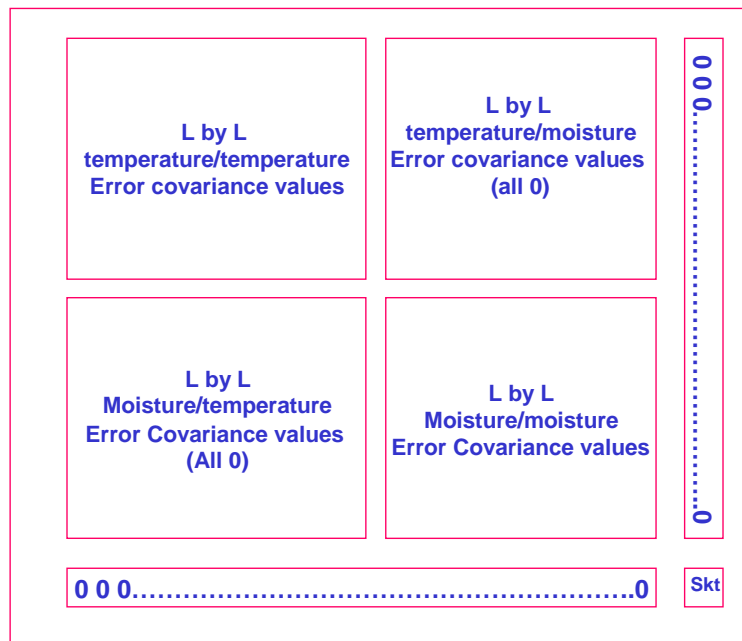 L by L
temperature/temperature
Error covariance values
L by L
temperature/moisture
Error covariance values
(all 0)
0 0 0……………………………………………………..0
L by L
Moisture/temperature
Error Covariance values
(All 0)
L by L
Moisture/moisture
Error Covariance values
0 0 0……………………………………………………..0
Skt